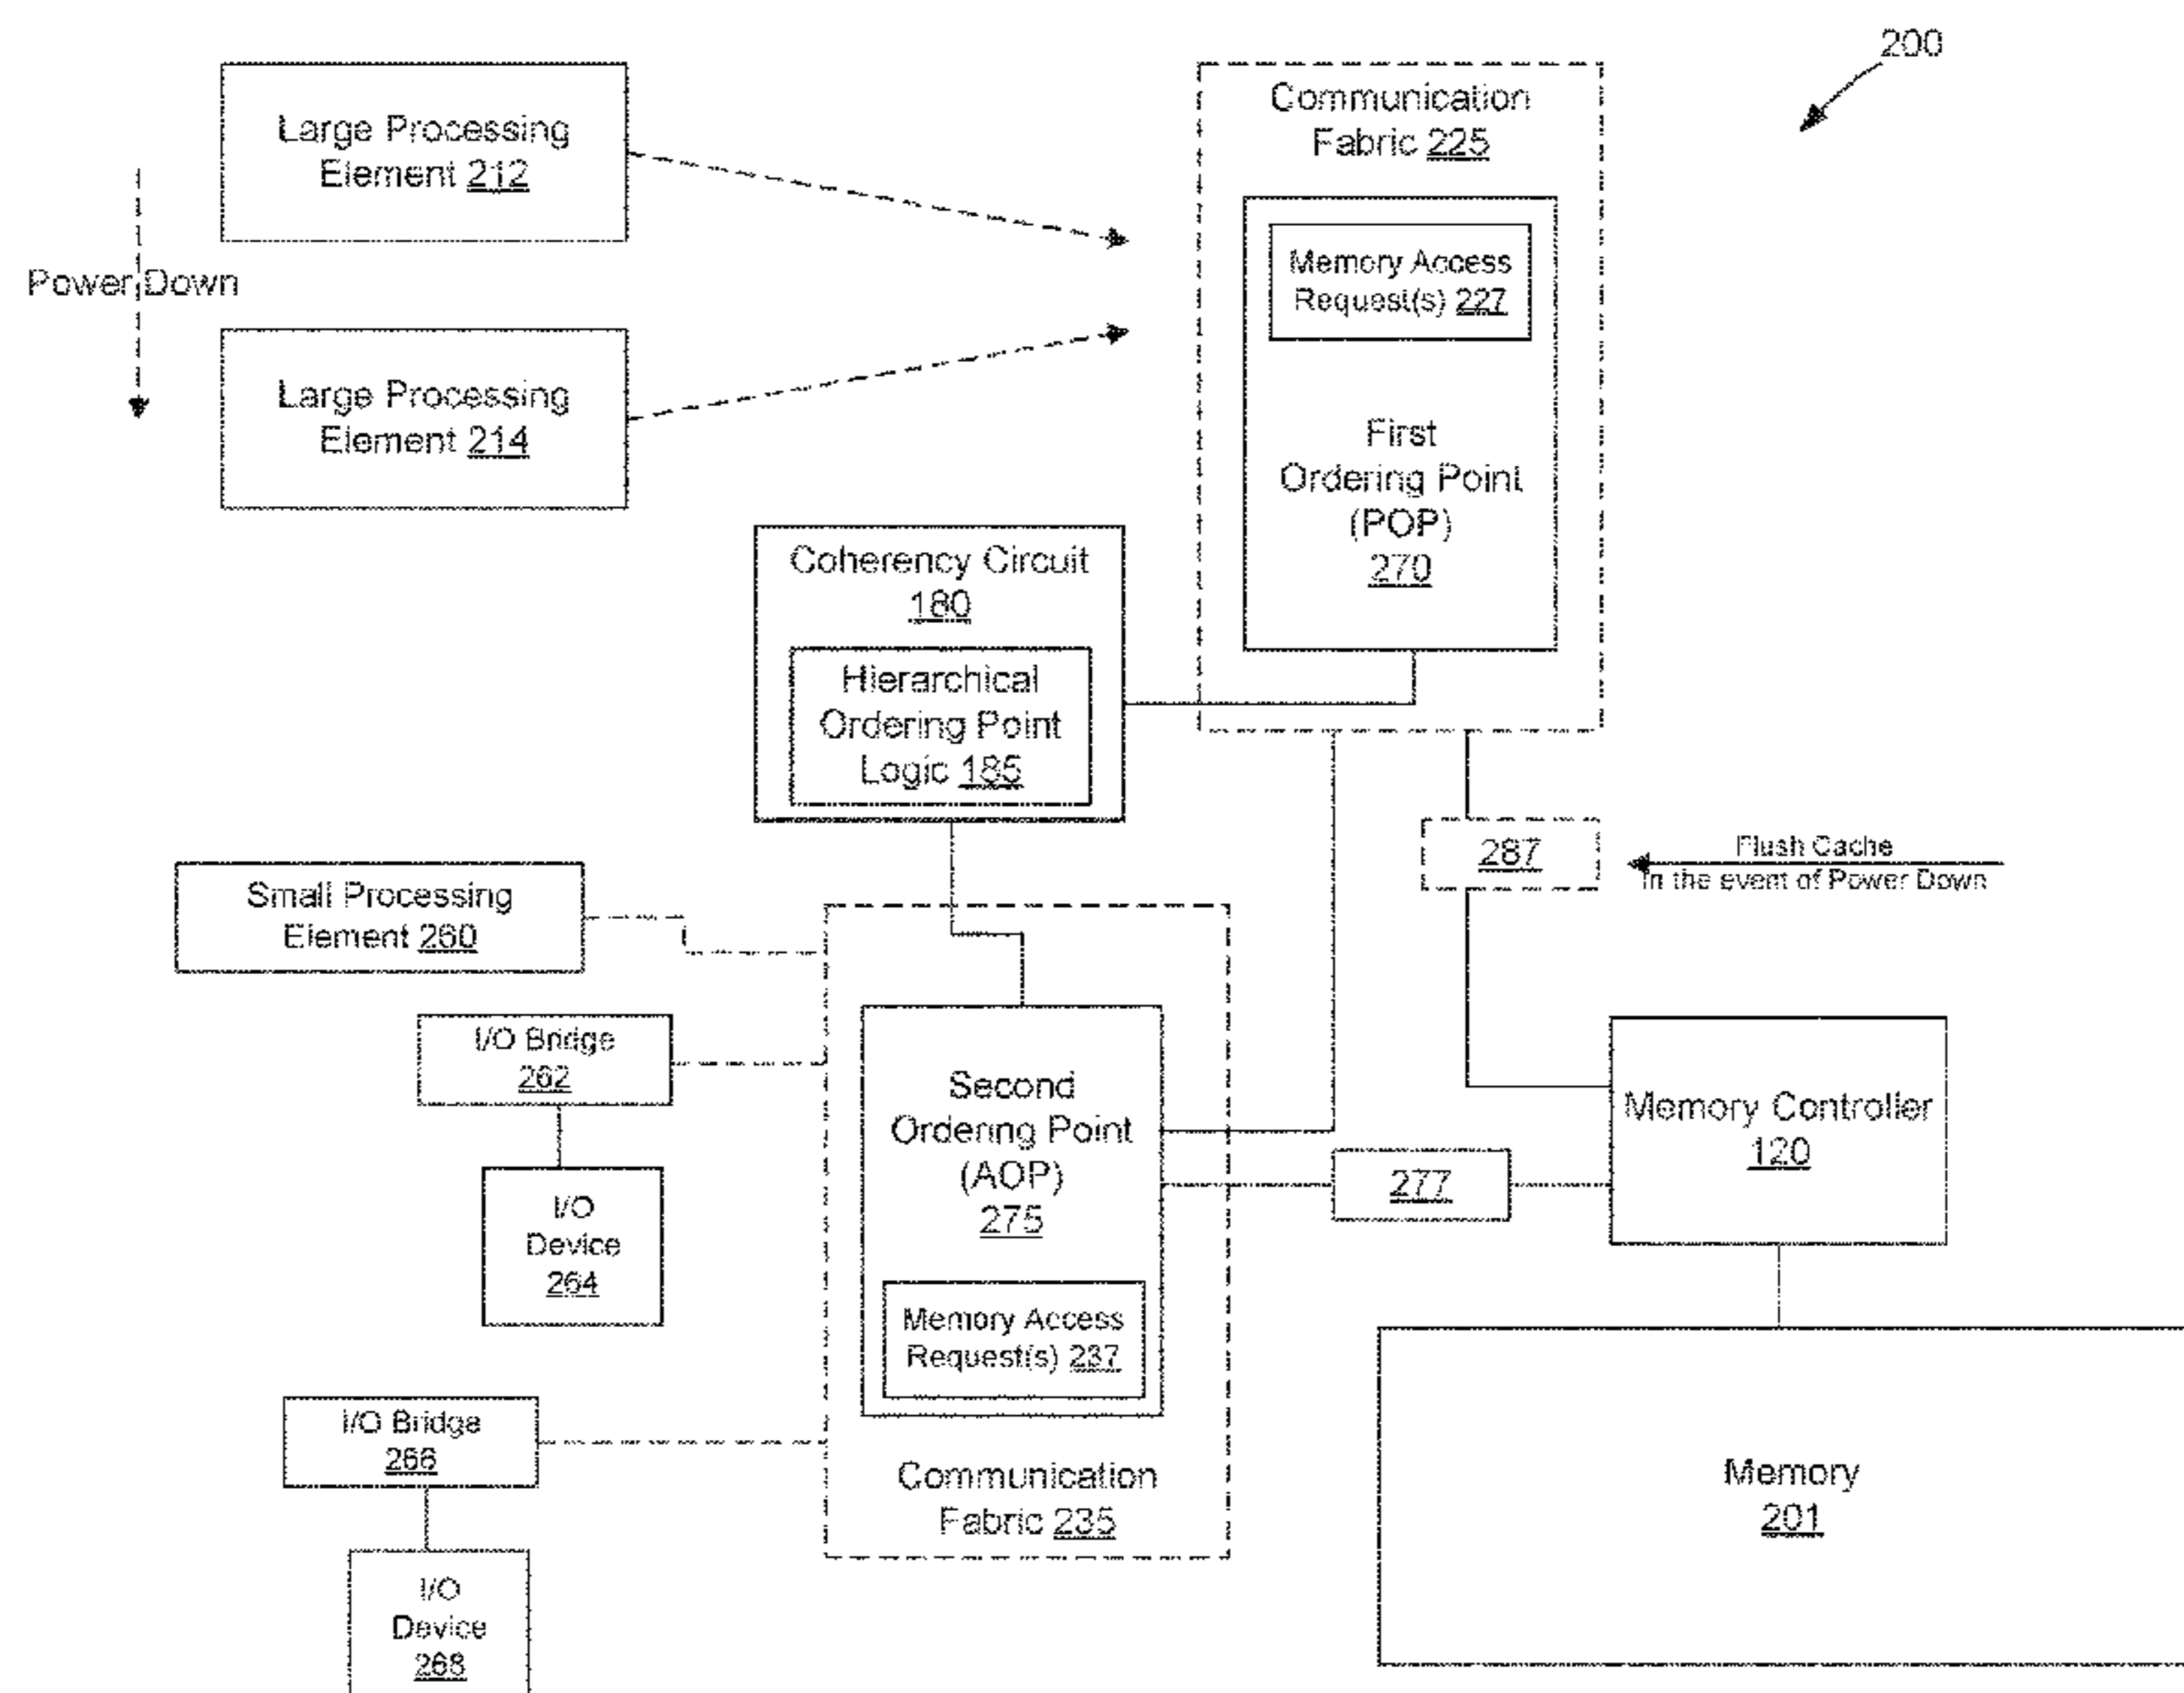 200
Large Processing
Element 212
Power Down
Large Processing
Element 214
Communication
Fabric 225
Memory Access
Request(s) 227
First
Ordering Point
(POP)
270
Coherency Circuit
180
Hierarchical
Ordering Point
Logic 185
287
Flush Cache
in the event of Power Down
Small Processing
Element 260
I/O Bridge
262
I/O
Device
264
Second
Ordering Point
(AOP)
275
Memory Access
Request(s) 237
Communication
Fabric 235
277
Memory Controller
120
I/O Bridge
266
I/O
Device
268
Memory
201